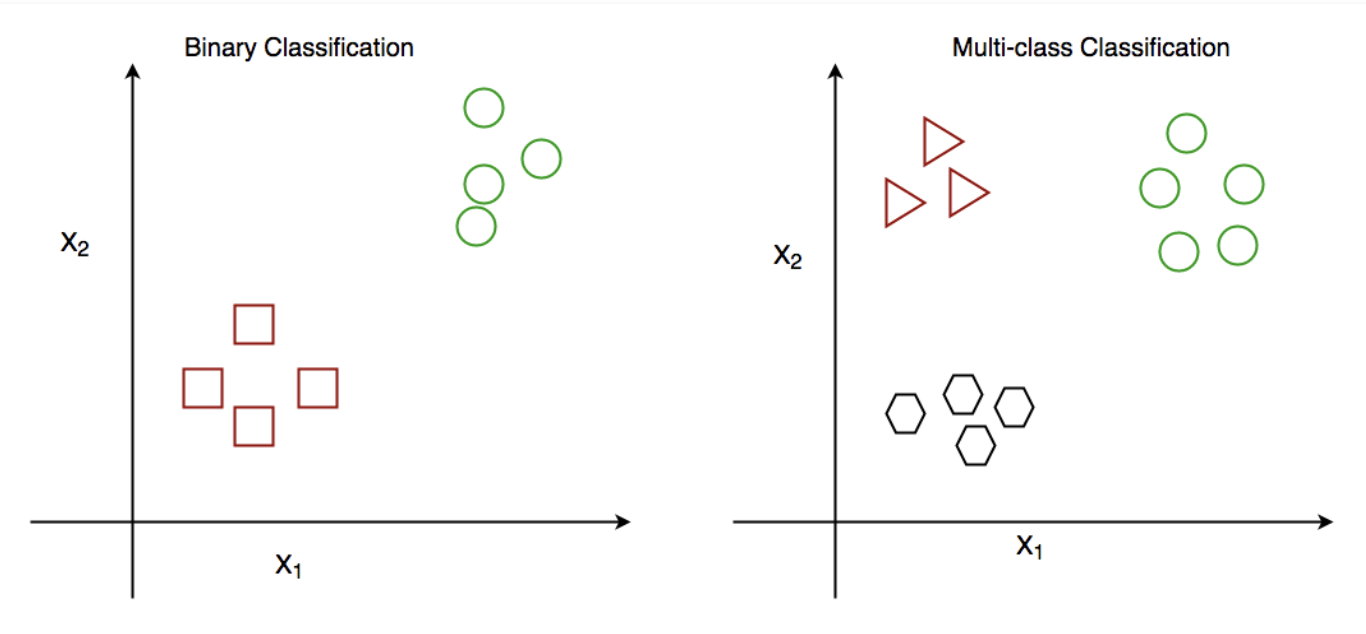 Binary Classification
X₂
X₁
Multi-class Classification
X₂
X₁